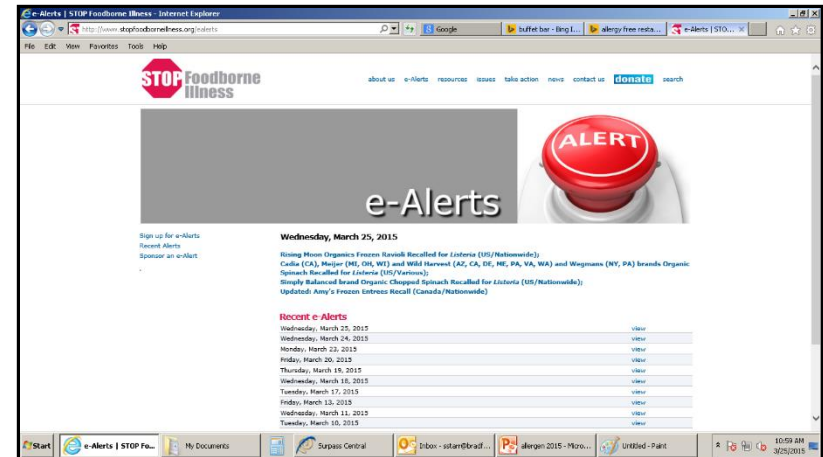 e-Alerts | STOP Foodborne Illness - Internet Explorer
http://www.stopfoodborneillness.org/ealerts
Google
buffet bar - Bing I...
allergy free resta...
e-Alerts | STO...
File Edit View Favorites Tools Help
STOP Foodborne Illness
about us e-Alerts resources issues take action news contact us donate search
ALERT
e-Alerts
Sign up for e-Alerts
Recent Alerts
Sponsor an e-Alert
Wednesday, March 25, 2015
Rising Moon Organics Frozen Ravioli Recalled for Listeria (US/Nationwide);
Cadia (CA), Meijer (MI, OH, WI) and Wild Harvest (AZ, CA, DE, ME, PA, VA, WA) and Wegmans (NY, PA) brands Organic
Spinach Recalled for Listeria (US/Various);
Simply Balanced brand Organic Chopped Spinach Recalled for Listeria (US/Nationwide);
Updated: Amy's Frozen Entrees Recall (Canada/Nationwide)
Recent e-Alerts
Wednesday, March 25, 2015 view
Wednesday, March 24, 2015 view
Monday, March 23, 2015 view
Friday, March 20, 2015 view
Thursday, March 19, 2015 view
Wednesday, March 18, 2015 view
Tuesday, March 17, 2015 view
Friday, March 13, 2015 view
Wednesday, March 11, 2015 view
Tuesday, March 10, 2015 view
Start
e-Alerts | STOP Fo...
My Documents
Surpass Central
Inbox - sstarr@bradf...
allergen 2015 - Micro...
Untitled - Paint
10:59 AM
3/25/2015